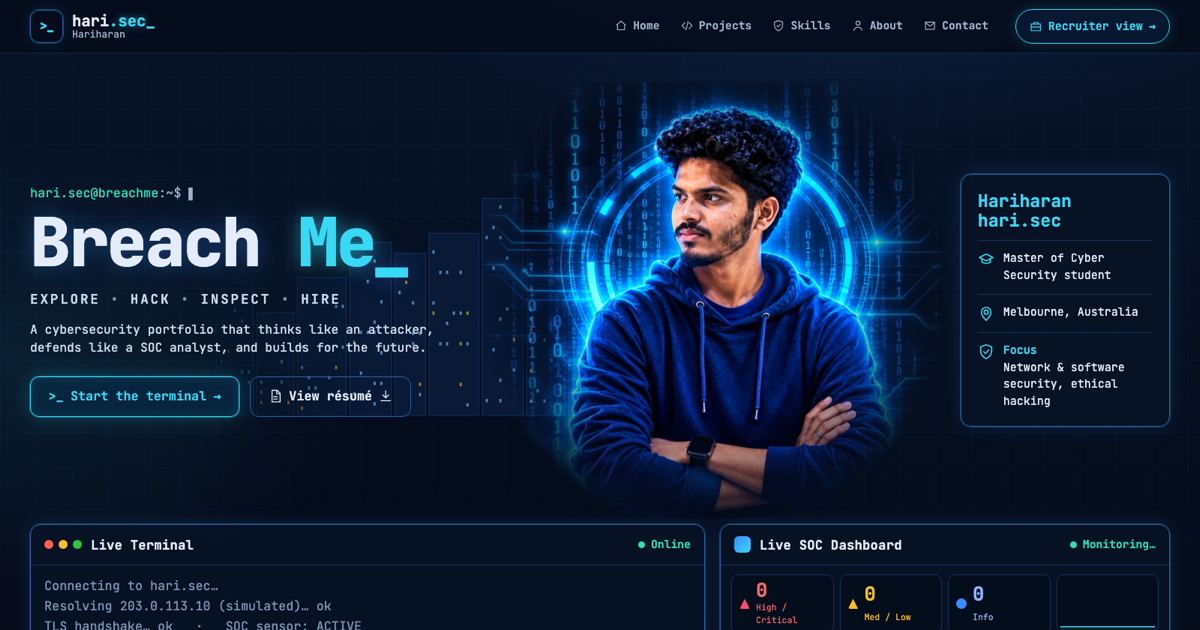 >_ hari.sec_
Hariharan
Home
Projects
Skills
About
Contact
Recruiter view →
hari.sec@breachme:~$
Breach Me_
EXPLORE • HACK • INSPECT • HIRE
A cybersecurity portfolio that thinks like an attacker,
defends like a SOC analyst, and builds for the future.
>_ Start the terminal →
View résumé
Hariharan
hari.sec
Master of Cyber
Security student
Melbourne, Australia
Focus
Network & software
security, ethical
hacking
Live Terminal
Online
Connecting to hari.sec…
Resolving 203.0.113.10 (simulated)… ok
TLS handshake… ok · SOC sensor: ACTIVE
Live SOC Dashboard
Monitoring…
0
High /
Critical
0
Med / Low
0
Info